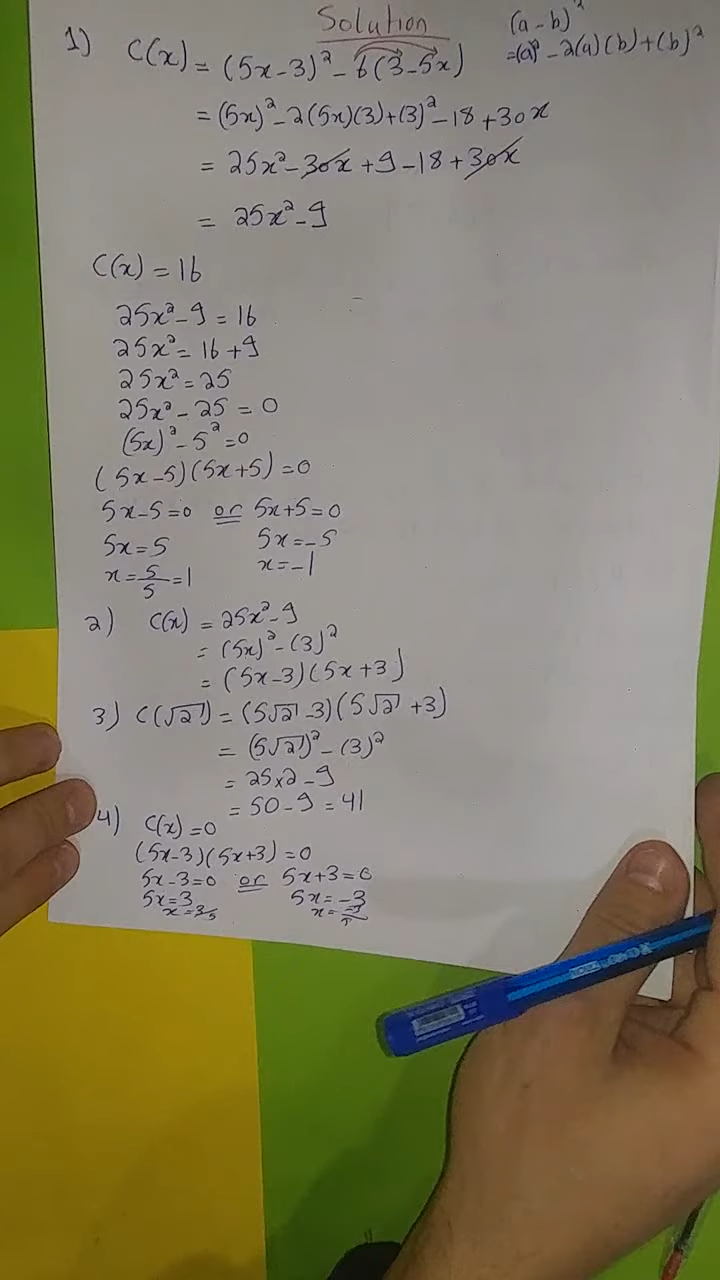 Solution
(a - b)²
= (a)² - 2(a)(b) + (b)²
1) C(x) = (5x - 3)² - 6(3 - 5x)
= (5x)² - 2(5x)(3) + (3)² - 18 + 30x
= 25x² - 30x + 9 - 18 + 30x
= 25x² - 9
C(x) = 16
25x² - 9 = 16
25x² = 16 + 9
25x² = 25
25x² - 25 = 0
(5x)² - 5² = 0
(5x - 5)(5x + 5) = 0
5x - 5 = 0 or 5x + 5 = 0
5x = 5 5x = -5
x = 5/5 = 1 x = -1
2) C(x) = 25x² - 9
= (5x)² - (3)²
= (5x - 3)(5x + 3)
3) C(√2) = (5√2 - 3)(5√2 + 3)
= (5√2)² - (3)²
= 25 × 2 - 9
= 50 - 9 = 41
4) C(x) = 0
(5x - 3)(5x + 3) = 0
5x - 3 = 0 or 5x + 3 = 0
5x = 3 5x = -3
x = 3/5 x = -3/5